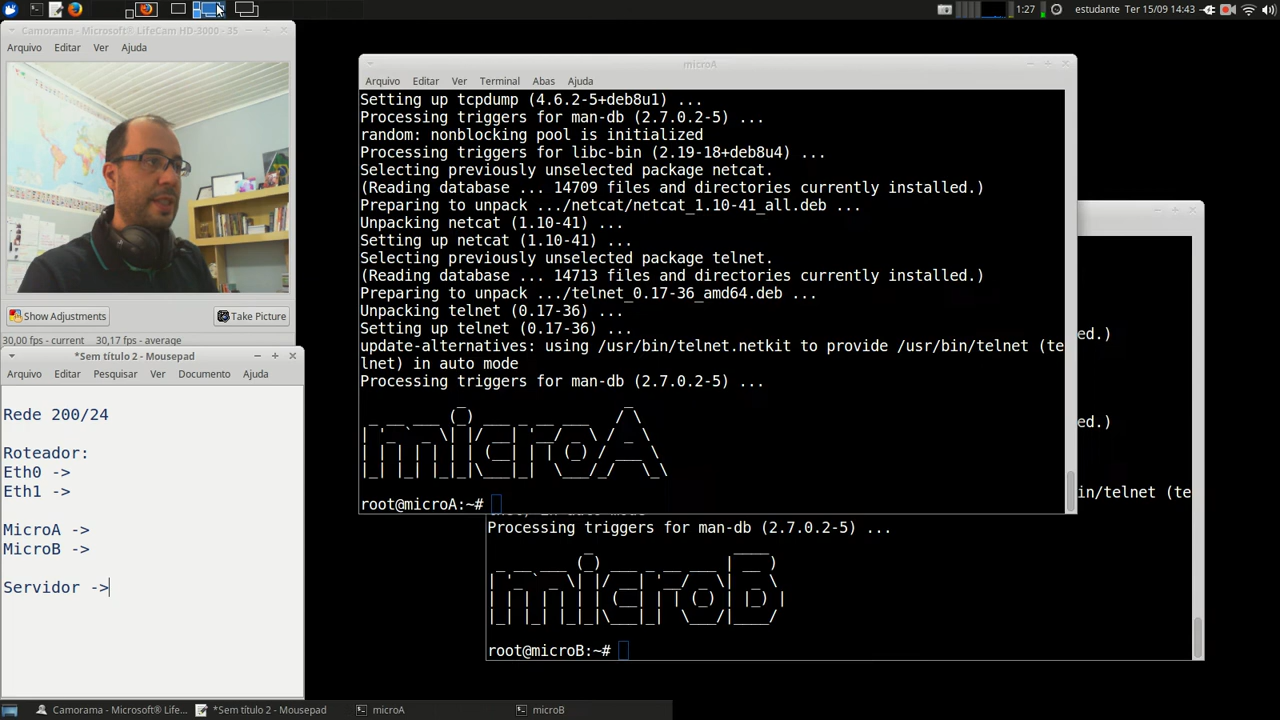 1:27
estudante Ter 15/09 14:43
Camorama - Microsoft® LifeCam HD-3000 - 35
Arquivo Editar Ver Ajuda
Show Adjustments
Take Picture
30,00 fps - current 30,17 fps - average
*Sem título 2 - Mousepad
Arquivo Editar Pesquisar Ver Documento Ajuda
Rede 200/24
Roteador:
Eth0 ->
Eth1 ->
MicroA ->
MicroB ->
Servidor ->
microA
Arquivo Editar Ver Terminal Abas Ajuda
Setting up tcpdump (4.6.2-5+deb8u1) ...
Processing triggers for man-db (2.7.0.2-5) ...
random: nonblocking pool is initialized
Processing triggers for libc-bin (2.19-18+deb8u4) ...
Selecting previously unselected package netcat.
(Reading database ... 14709 files and directories currently installed.)
Preparing to unpack .../netcat/netcat_1.10-41_all.deb ...
Unpacking netcat (1.10-41) ...
Setting up netcat (1.10-41) ...
Selecting previously unselected package telnet.
(Reading database ... 14713 files and directories currently installed.)
Preparing to unpack .../telnet_0.17-36_amd64.deb ...
Unpacking telnet (0.17-36) ...
Setting up telnet (0.17-36) ...
update-alternatives: using /usr/bin/telnet.netkit to provide /usr/bin/telnet (te
lnet) in auto mode
Processing triggers for man-db (2.7.0.2-5) ...
microA
root@microA:~#
ed.)
ed.)
in/telnet (te
Processing triggers for man-db (2.7.0.2-5) ...
microB
root@microB:~#
Camorama - Microsoft® LifeC...
*Sem título 2 - Mousepad
microA
microB